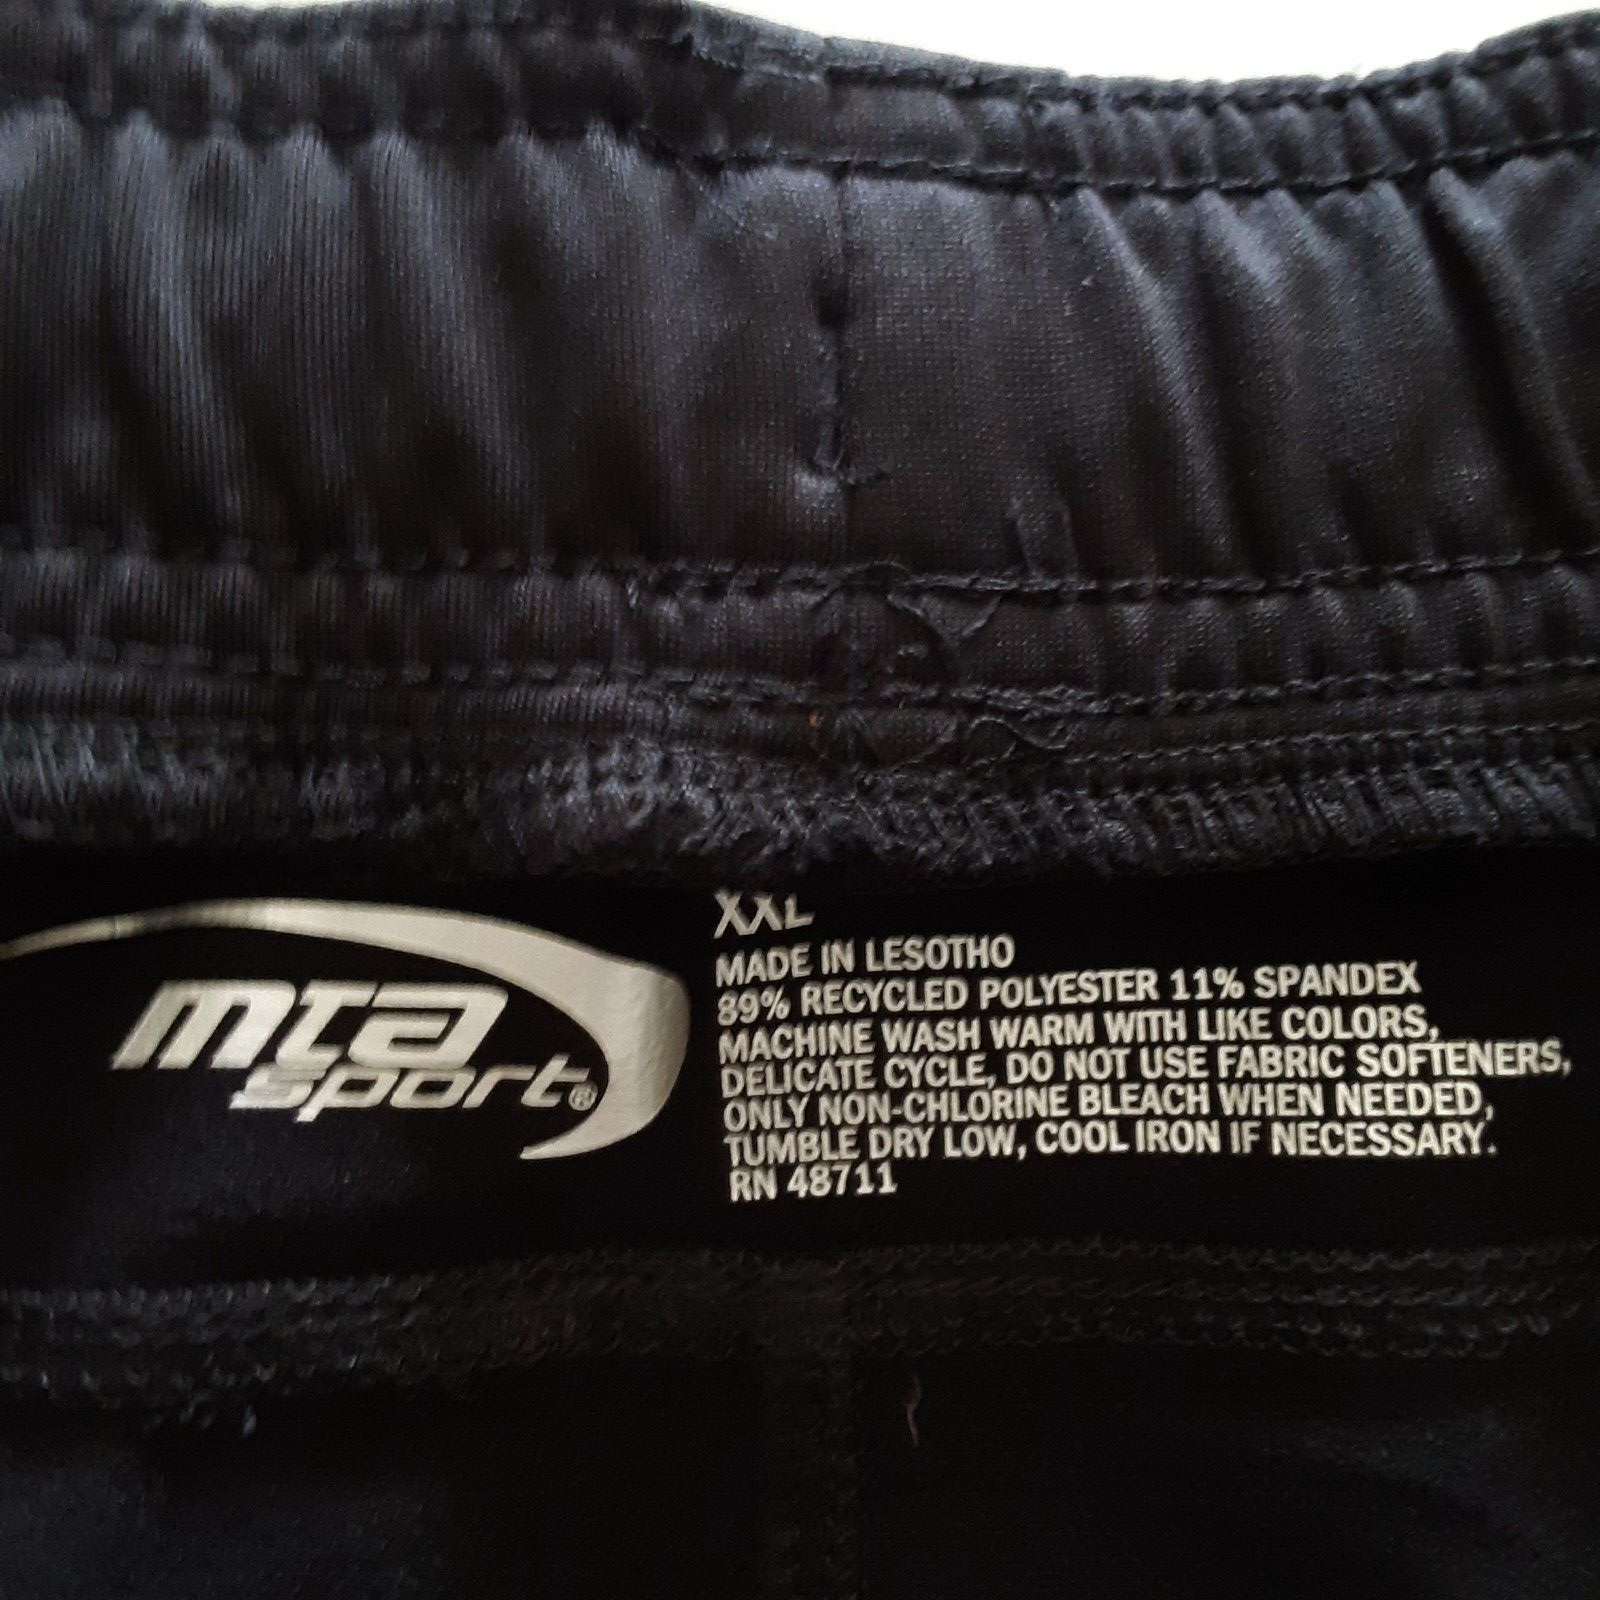 mta
sport®
XXL
MADE IN LESOTHO
89% RECYCLED POLYESTER 11% SPANDEX
MACHINE WASH WARM WITH LIKE COLORS,
DELICATE CYCLE, DO NOT USE FABRIC SOFTENERS,
ONLY NON-CHLORINE BLEACH WHEN NEEDED,
TUMBLE DRY LOW, COOL IRON IF NECESSARY.
RN 48711